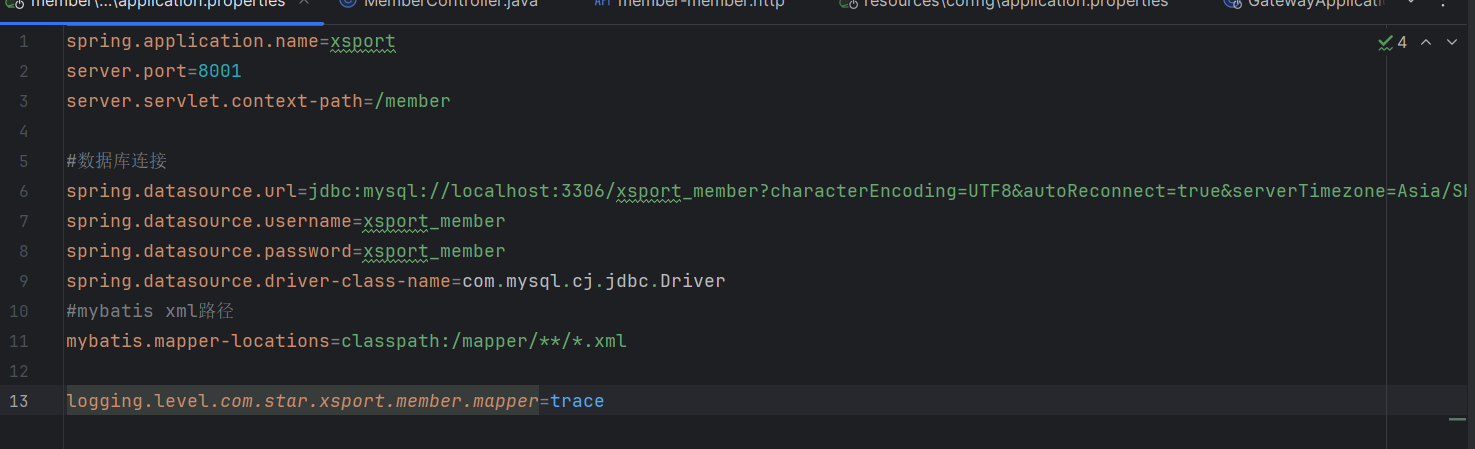 member\...\application.properties
MemberController.java
API member-member.http
resources\config\application.properties
GatewayApplicati
4
1 spring.application.name=xsport
2 server.port=8001
3 server.servlet.context-path=/member
4
5 #数据库连接
6 spring.datasource.url=jdbc:mysql://localhost:3306/xsport_member?characterEncoding=UTF8&autoReconnect=true&serverTimezone=Asia/Sh
7 spring.datasource.username=xsport_member
8 spring.datasource.password=xsport_member
9 spring.datasource.driver-class-name=com.mysql.cj.jdbc.Driver
10 #mybatis xml路径
11 mybatis.mapper-locations=classpath:/mapper/**/*.xml
12
13 logging.level.com.star.xsport.member.mapper=trace